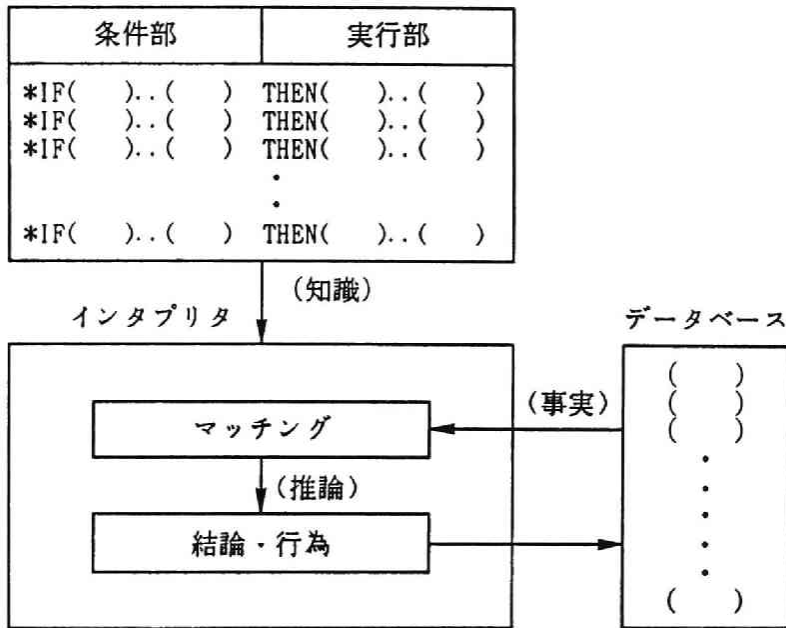 条件部 実行部
*IF(　　)..(　　) THEN(　　)..(　　)
*IF(　　)..(　　) THEN(　　)..(　　)
*IF(　　)..(　　) THEN(　　)..(　　)
・
・
*IF(　　)..(　　) THEN(　　)..(　　)
(知識)
インタプリタ
データベース
(　　)
(　　)
(　　)
・
・
・
・
・
(　　)
(事実)
マッチング
(推論)
結論・行為